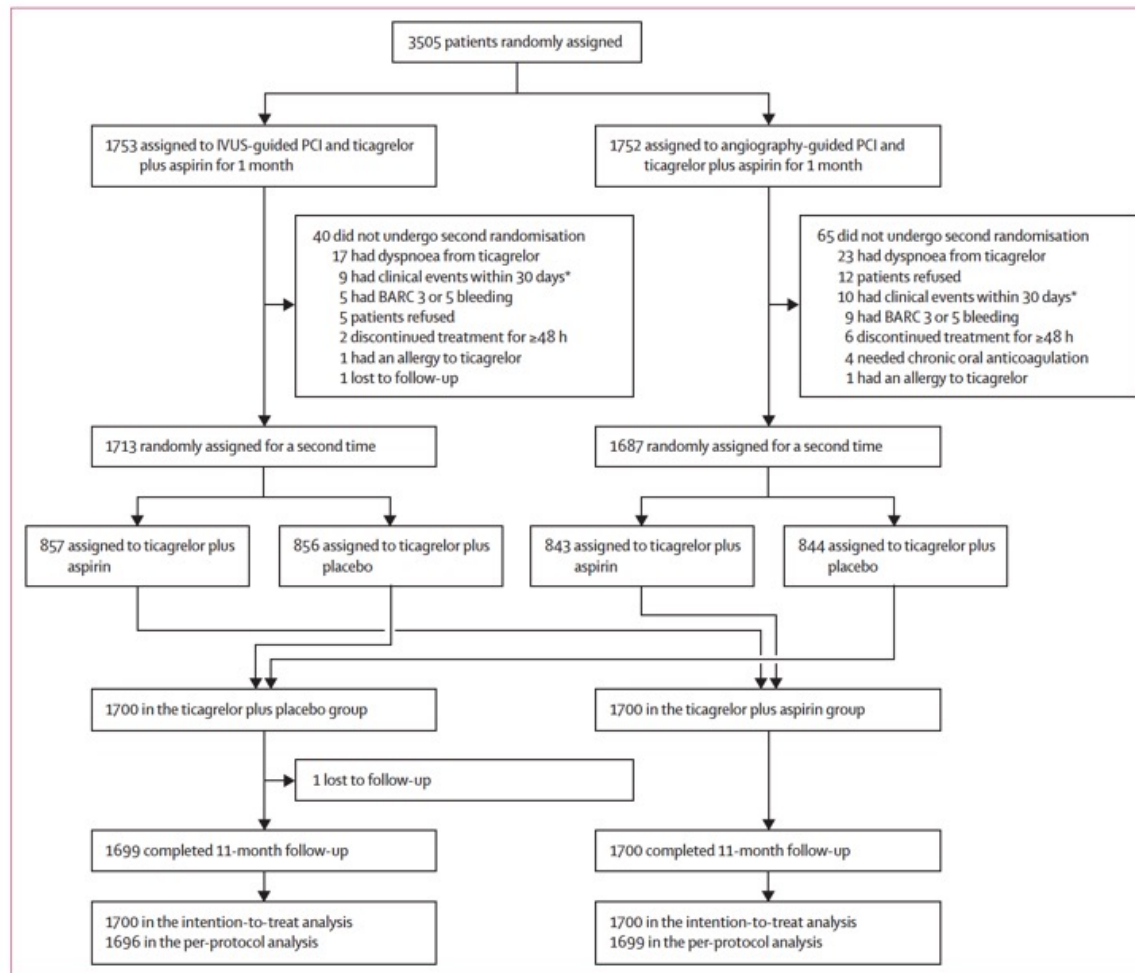 3505 patients randomly assigned
1753 assigned to IVUS-guided PCI and ticagrelor
plus aspirin for 1 month
1752 assigned to angiography-guided PCI and
ticagrelor plus aspirin for 1 month
40 did not undergo second randomisation
17 had dyspnoea from ticagrelor
9 had clinical events within 30 days*
5 had BARC 3 or 5 bleeding
5 patients refused
2 discontinued treatment for ≥48 h
1 had an allergy to ticagrelor
1 lost to follow-up
65 did not undergo second randomisation
23 had dyspnoea from ticagrelor
12 patients refused
10 had clinical events within 30 days*
9 had BARC 3 or 5 bleeding
6 discontinued treatment for ≥48 h
4 needed chronic oral anticoagulation
1 had an allergy to ticagrelor
1713 randomly assigned for a second time
1687 randomly assigned for a second time
857 assigned to ticagrelor plus
aspirin
856 assigned to ticagrelor plus
placebo
843 assigned to ticagrelor plus
aspirin
844 assigned to ticagrelor plus
placebo
1700 in the ticagrelor plus placebo group
1700 in the ticagrelor plus aspirin group
1 lost to follow-up
1699 completed 11-month follow-up
1700 completed 11-month follow-up
1700 in the intention-to-treat analysis
1696 in the per-protocol analysis
1700 in the intention-to-treat analysis
1699 in the per-protocol analysis